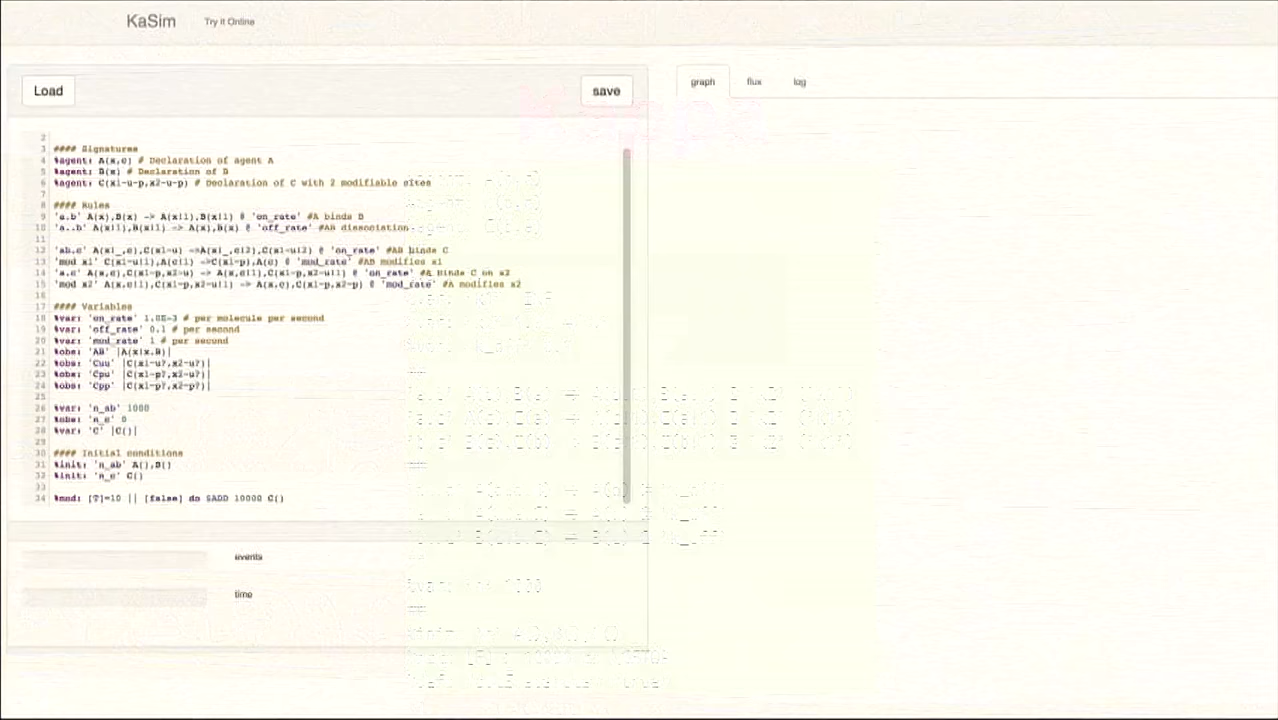 KaSim Try it Online
Load save
graph flux log
2
3 #### Signatures
4 %agent: A(x,c) # Declaration of agent A
5 %agent: B(x) # Declaration of B
6 %agent: C(x1~u~p,x2~u~p) # Declaration of C with 2 modifiable sites
7
8 #### Rules
9 'a.b' A(x),B(x) -> A(x!1),B(x!1) @ 'on_rate' #A binds B
10 'a..b' A(x!1),B(x!1) -> A(x),B(x) @ 'off_rate' #AB dissociation
11
12 'ab.c' A(x!_,c),C(x1~u) ->A(x!_,c!2),C(x1~u!2) @ 'on_rate' #AB binds C
13 'mod x1' C(x1~u!1),A(c!1) ->C(x1~p),A(c) @ 'mod_rate' #AB modifies x1
14 'a.c' A(x,c),C(x1~p,x2~u) -> A(x,c!1),C(x1~p,x2~u!1) @ 'on_rate' #A binds C on x2
15 'mod x2' A(x,c!1),C(x1~p,x2~u!1) -> A(x,c),C(x1~p,x2~p) @ 'mod_rate' #A modifies x2
16
17 #### Variables
18 %var: 'on_rate' 1.0E-3 # per molecule per second
19 %var: 'off_rate' 0.1 # per second
20 %var: 'mod_rate' 1 # per second
21 %obs: 'AB' |A(x!x.B)|
22 %obs: 'Cuu' |C(x1~u?,x2~u?)|
23 %obs: 'Cpu' |C(x1~p?,x2~u?)|
24 %obs: 'Cpp' |C(x1~p?,x2~p?)|
25
26 %var: 'n_ab' 1000
27 %obs: 'n_c' 0
28 %var: 'C' |C()|
29
30 #### Initial conditions
31 %init: 'n_ab' A(),B()
32 %init: 'n_c' C()
33
34 %mod: [T]=10 || [false] do $ADD 10000 C()
events
time